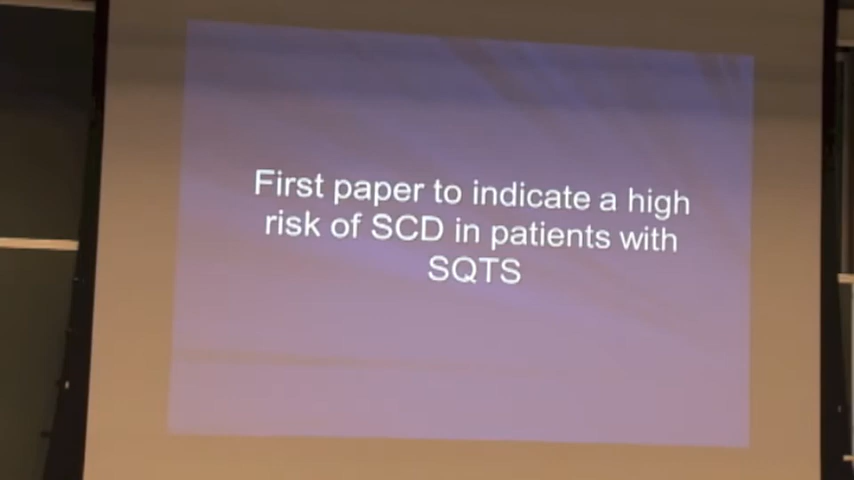 First paper to indicate a high
risk of SCD in patients with
SQTS